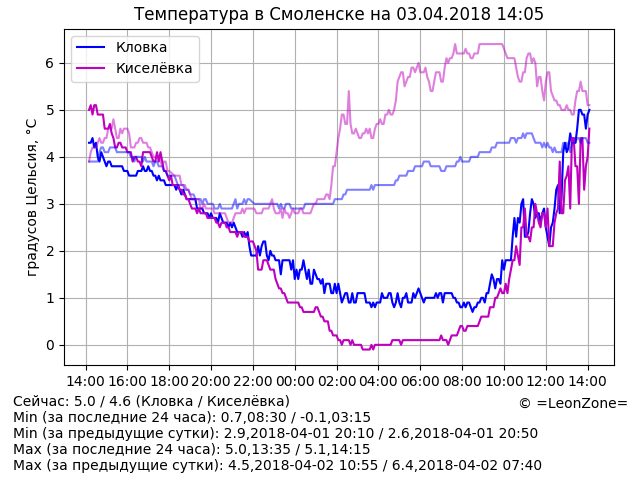 Температура в Смоленске на 03.04.2018 14:05
Кловка
Киселёвка
градусов Цельсия, °C
6
5
4
3
2
1
0
14:00 16:00 18:00 20:00 22:00 00:00 02:00 04:00 06:00 08:00 10:00 12:00 14:00
Сейчас: 5.0 / 4.6 (Кловка / Киселёвка)
© =LeonZone=
Min (за последние 24 часа): 0.7,08:30 / -0.1,03:15
Min (за предыдущие сутки): 2.9,2018-04-01 20:10 / 2.6,2018-04-01 20:50
Max (за последние 24 часа): 5.0,13:35 / 5.1,14:15
Max (за предыдущие сутки): 4.5,2018-04-02 10:55 / 6.4,2018-04-02 07:40